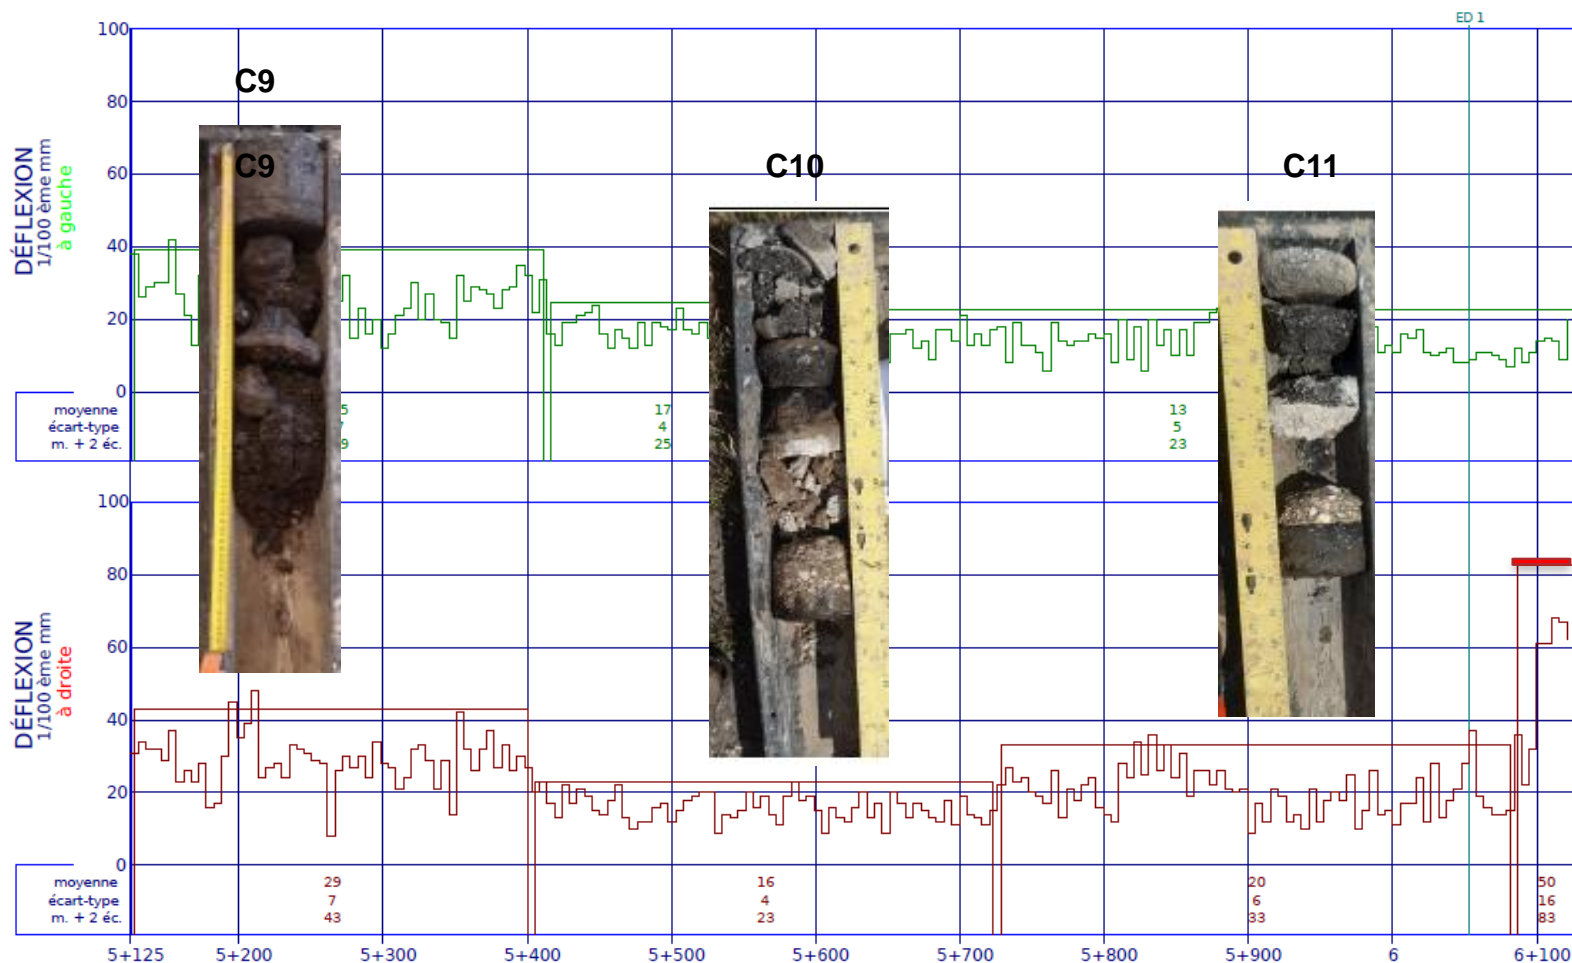 ED 1
100
80
60
40
20
0
C9
C9
C10
C11
DÉFLEXION
1/100 ème mm
à gauche
moyenne 5 17 13
écart-type 4 5
m. + 2 éc. 9 25 23
100
80
60
40
20
0
DÉFLEXION
1/100 ème mm
à droite
moyenne 29 16 20 50
écart-type 7 4 6 16
m. + 2 éc. 43 23 33 83
5+125 5+200 5+300 5+400 5+500 5+600 5+700 5+800 5+900 6 6+100